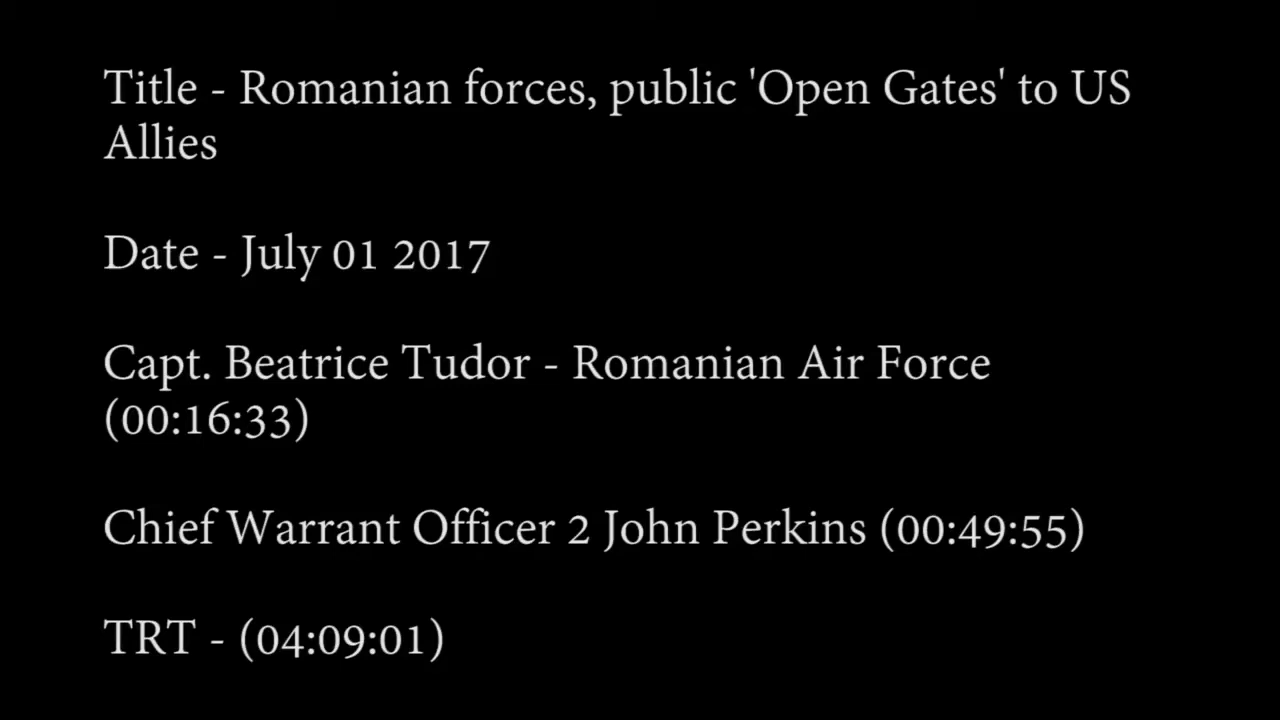 Title - Romanian forces, public 'Open Gates' to US
Allies
Date - July 01 2017
Capt. Beatrice Tudor - Romanian Air Force
(00:16:33)
Chief Warrant Officer 2 John Perkins (00:49:55)
TRT - (04:09:01)